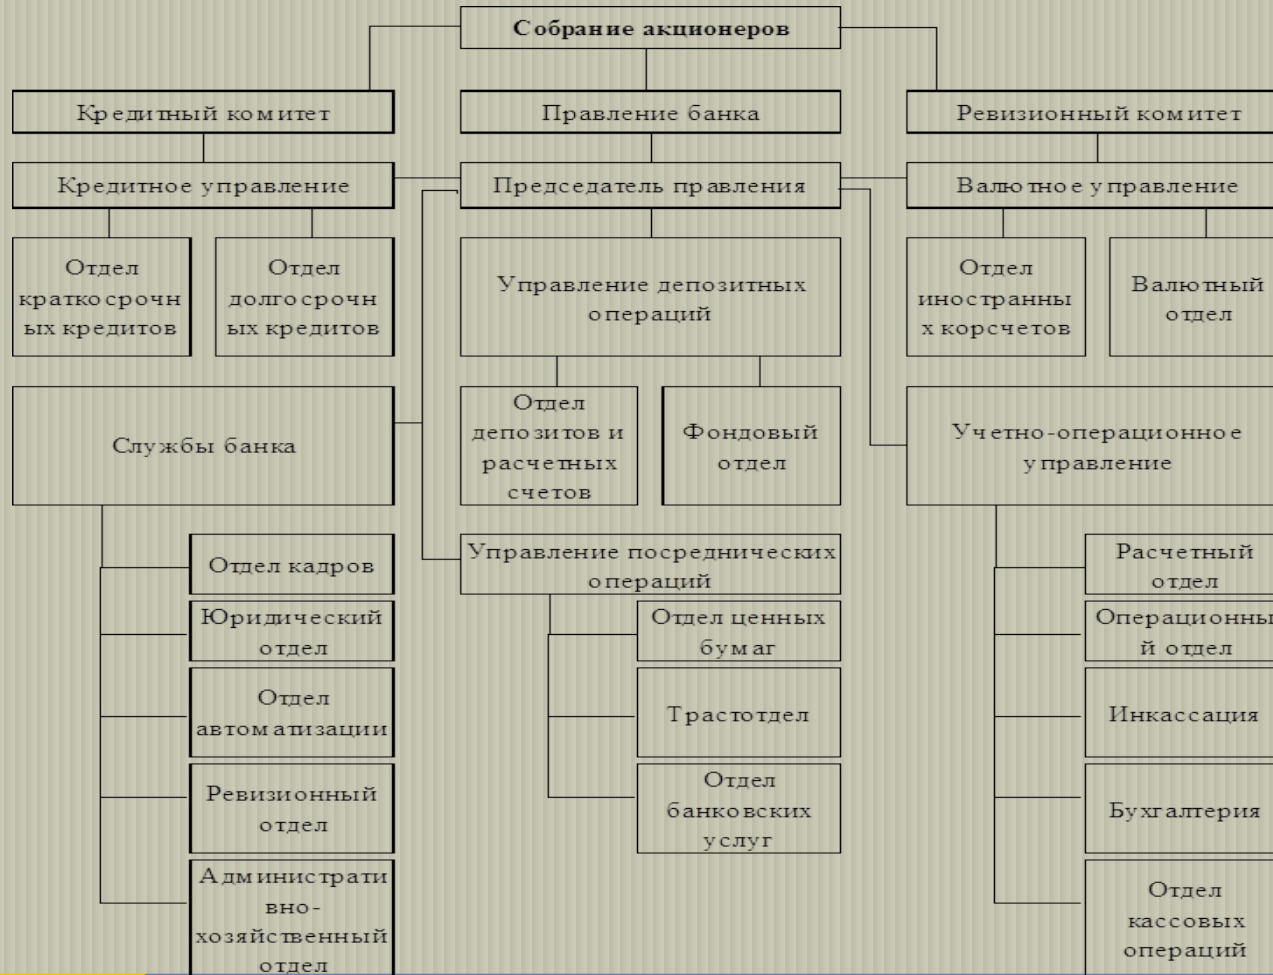 Собрание акционеров
Кредитный комитет
Правление банка
Ревизионный комитет
Кредитное управление
Председатель правления
Валютное управление
Отдел
краткосрочн
ых кредитов
Отдел
долгосрочн
ых кредитов
Управление депозитных
операций
Отдел
иностранны
х корсчетов
Валютный
отдел
Службы банка
Отдел
депозитов и
расчетных
счетов
Фондовый
отдел
Учетно-операционное
управление
Отдел кадров
Юридический
отдел
Отдел
автоматизации
Ревизионный
отдел
Административно-
хозяйственный
отдел
Управление посреднических
операций
Отдел ценных
бумаг
Трастотдел
Отдел
банковских
услуг
Расчетный
отдел
Операционны
й отдел
Инкассация
Бухгалтерия
Отдел
кассовых
операций